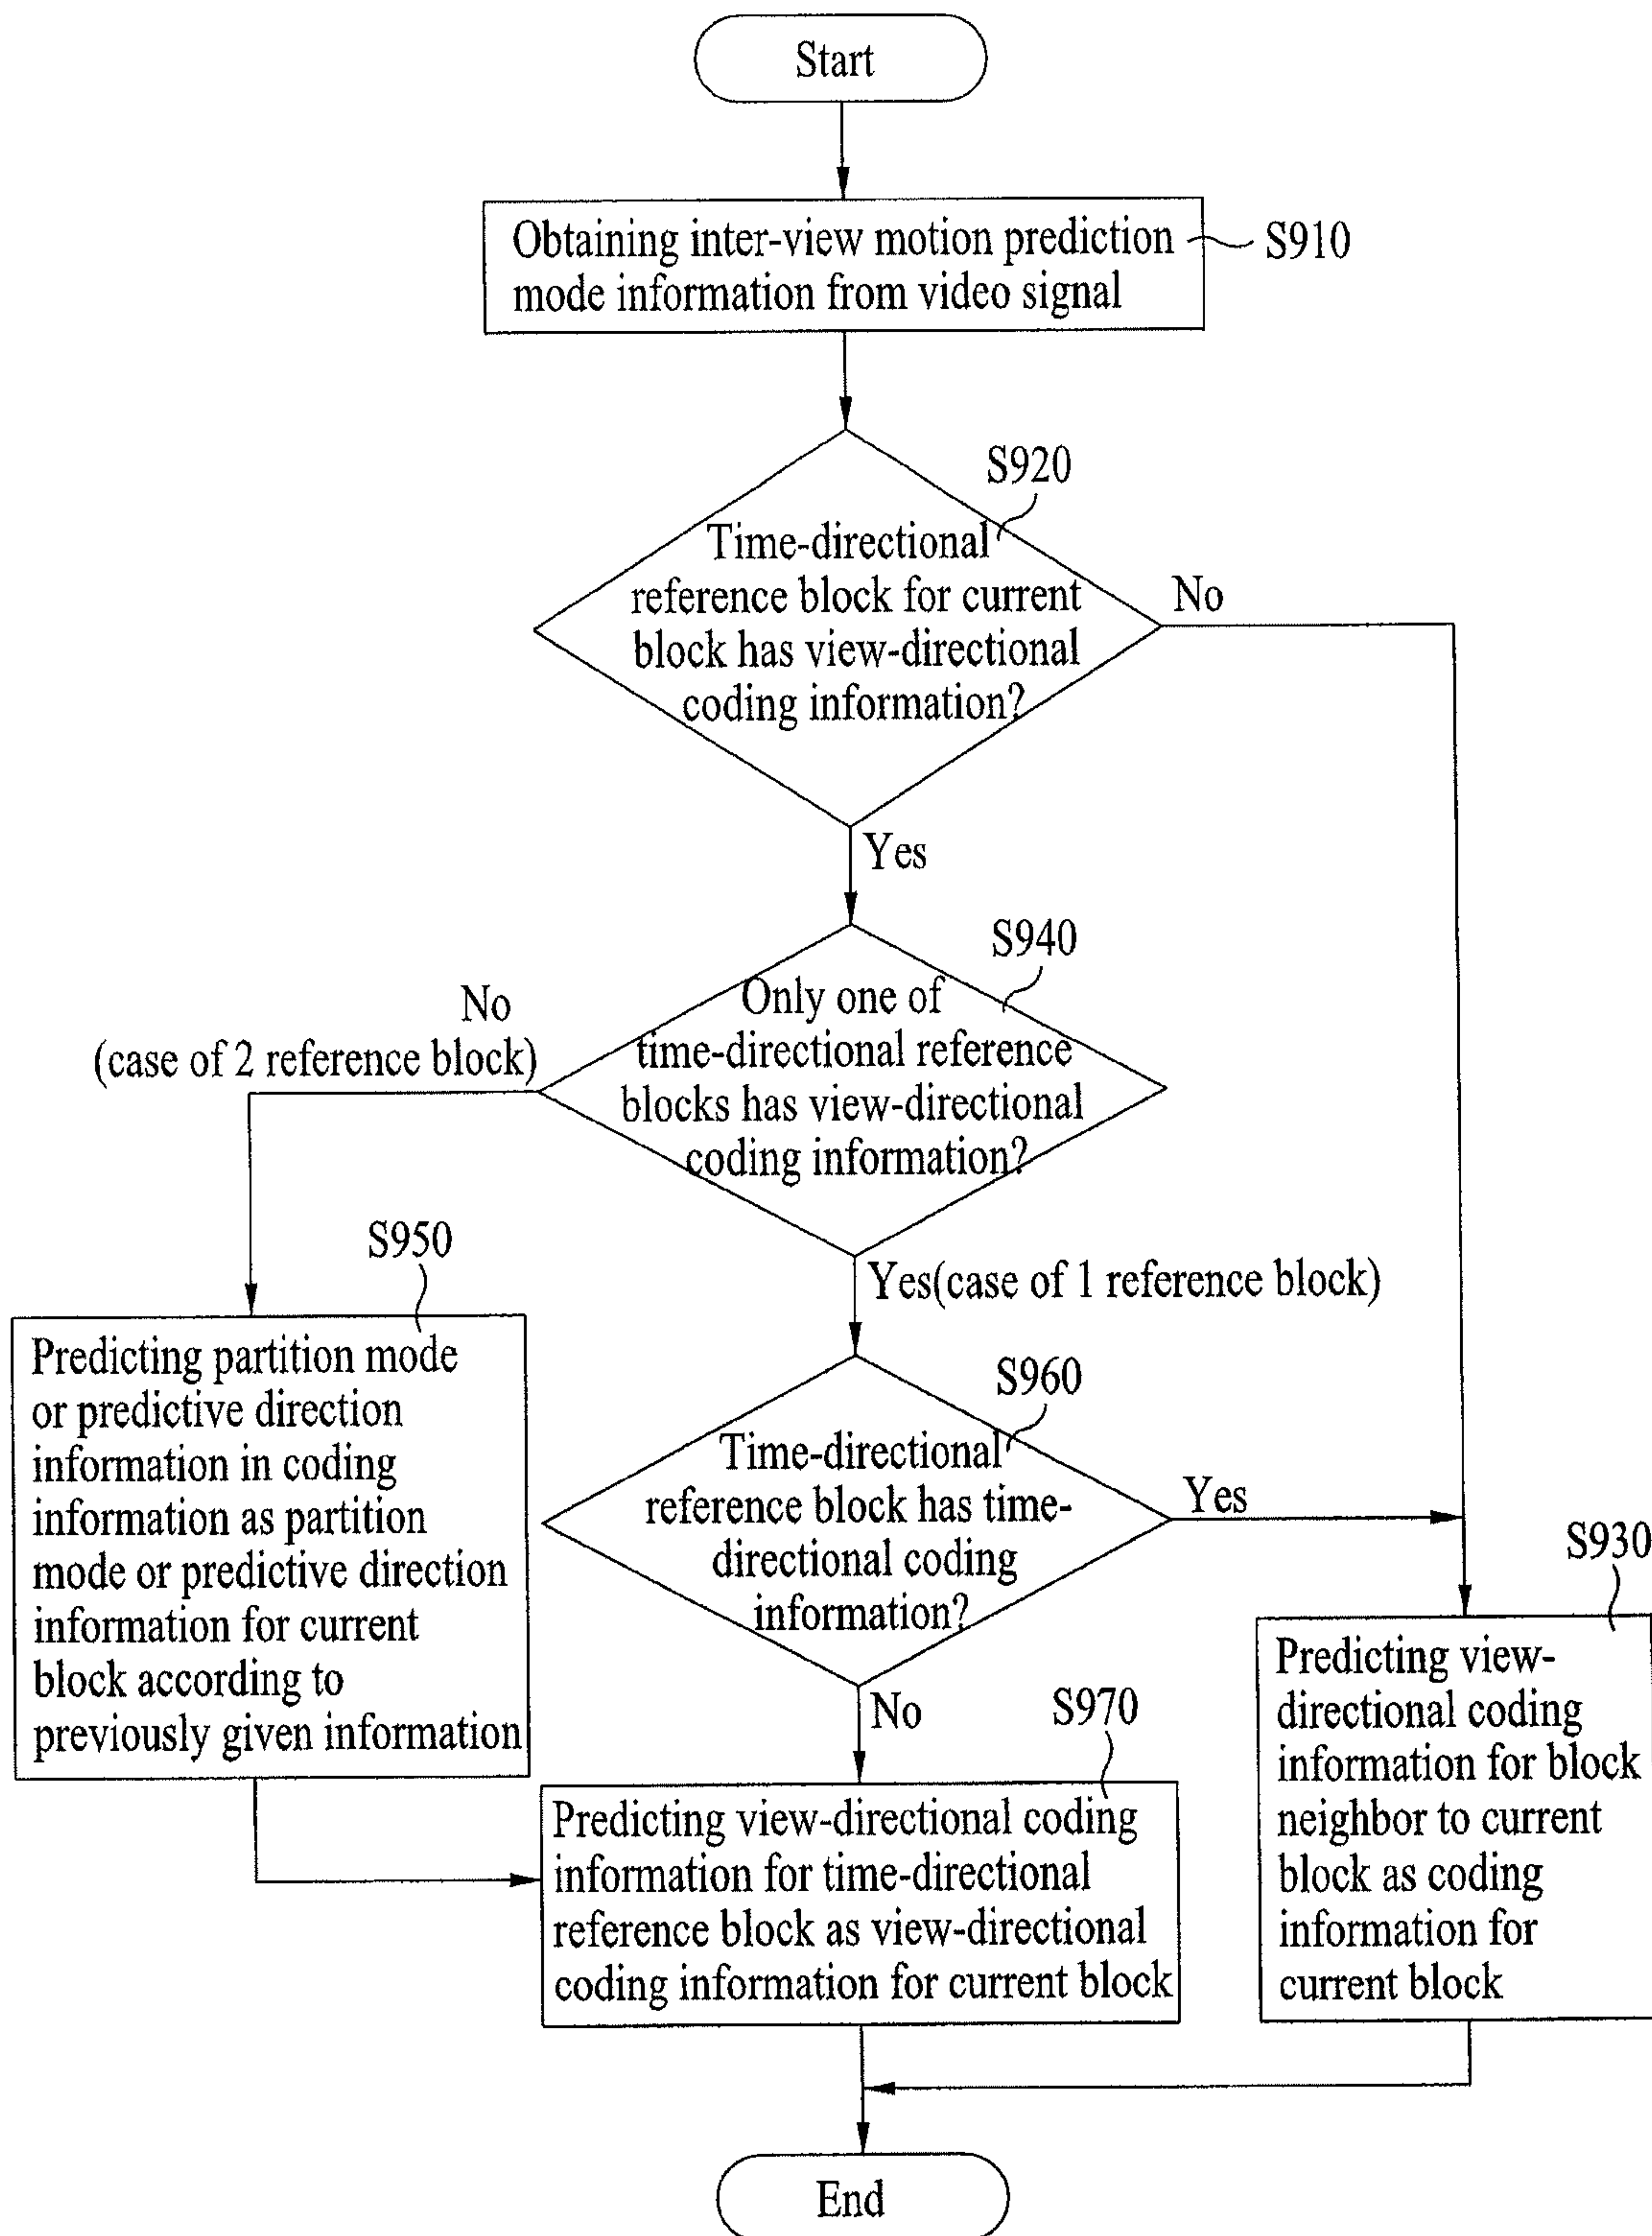 Start
Obtaining inter-view motion prediction
mode information from video signal
S910
S920
Time-directional
reference block for current
block has view-directional
coding information?
No
Yes
S940
Only one of
time-directional reference
blocks has view-directional
coding information?
No
(case of 2 reference block)
Yes(case of 1 reference block)
S950
Predicting partition mode
or predictive direction
information in coding
information as partition
mode or predictive direction
information for current
block according to
previously given information
S960
Time-directional
reference block has time-
directional coding
information?
Yes
No
S930
Predicting view-
directional coding
information for block
neighbor to current
block as coding
information for
current block
S970
Predicting view-directional coding
information for time-directional
reference block as view-directional
coding information for current block
End